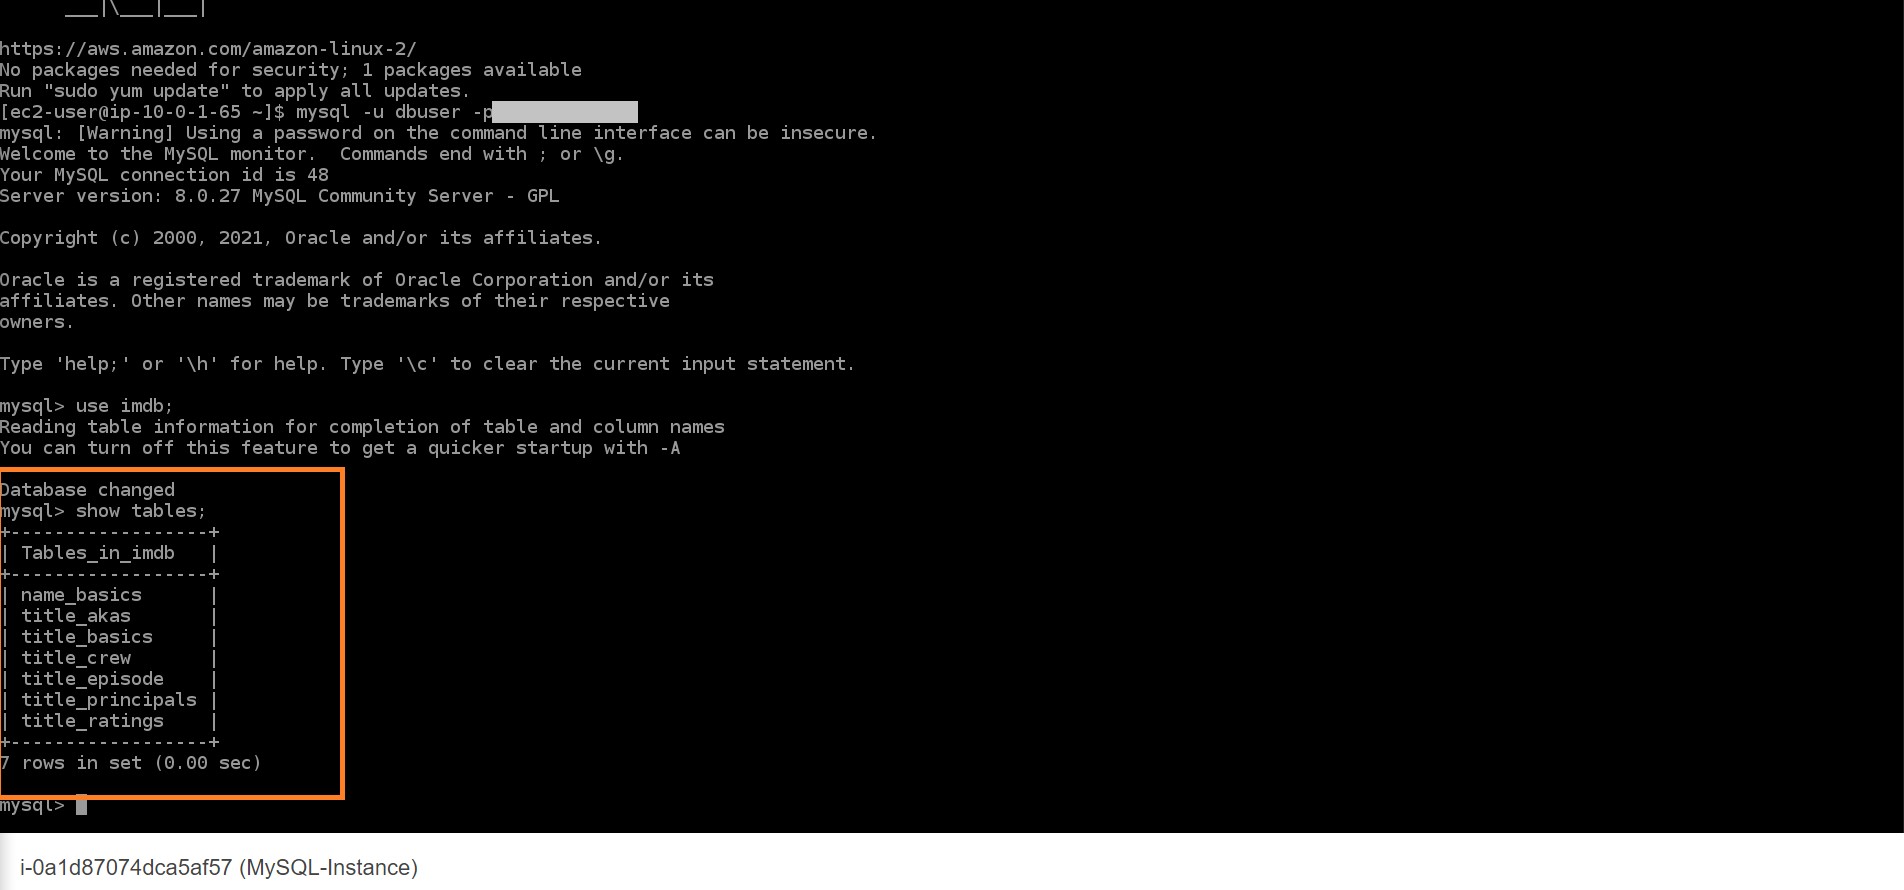 ___|\___|___|
https://aws.amazon.com/amazon-linux-2/
No packages needed for security; 1 packages available
Run "sudo yum update" to apply all updates.
[ec2-user@ip-10-0-1-65 ~]$ mysql -u dbuser -p
mysql: [Warning] Using a password on the command line interface can be insecure.
Welcome to the MySQL monitor.  Commands end with ; or \g.
Your MySQL connection id is 48
Server version: 8.0.27 MySQL Community Server - GPL
Copyright (c) 2000, 2021, Oracle and/or its affiliates.
Oracle is a registered trademark of Oracle Corporation and/or its
affiliates. Other names may be trademarks of their respective
owners.
Type 'help;' or '\h' for help. Type '\c' to clear the current input statement.
mysql> use imdb;
Reading table information for completion of table and column names
You can turn off this feature to get a quicker startup with -A
Database changed
mysql> show tables;
+------------------+
| Tables_in_imdb   |
+------------------+
| name_basics      |
| title_akas       |
| title_basics     |
| title_crew       |
| title_episode    |
| title_principals |
| title_ratings    |
+------------------+
7 rows in set (0.00 sec)
mysql>
i-0a1d87074dca5af57 (MySQL-Instance)